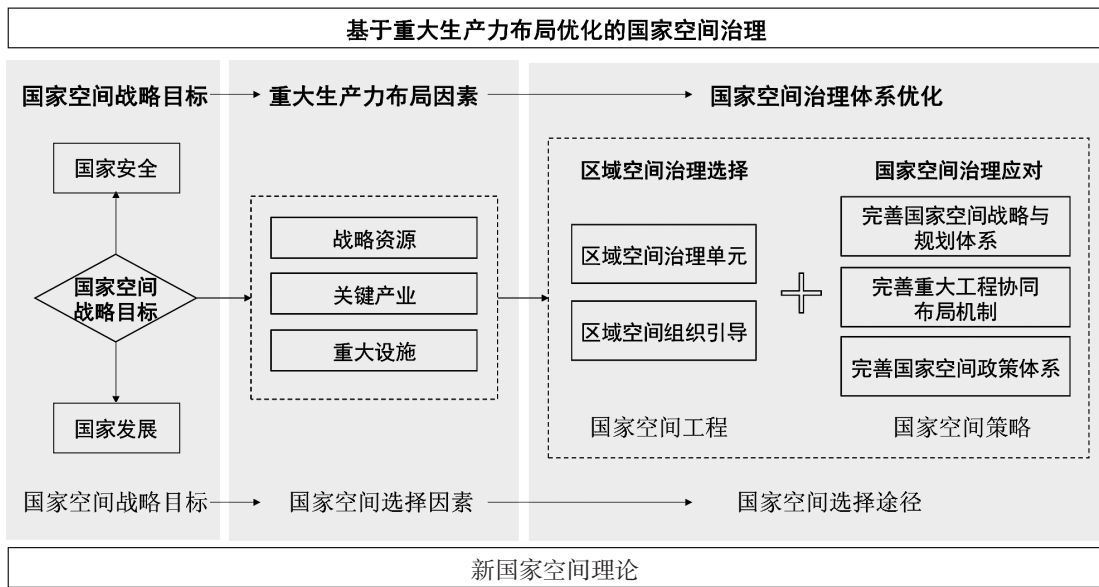 基于重大生产力布局优化的国家空间治理
国家空间战略目标
重大生产力布局因素
国家空间治理体系优化
国家安全
国家空间
战略目标
国家发展
战略资源
关键产业
重大设施
区域空间治理选择
区域空间治理单元
区域空间组织引导
国家空间工程
国家空间治理应对
完善国家空间战略与
规划体系
完善重大工程协同
布局机制
完善国家空间政策体系
国家空间策略
国家空间战略目标
国家空间选择因素
国家空间选择途径
新国家空间理论